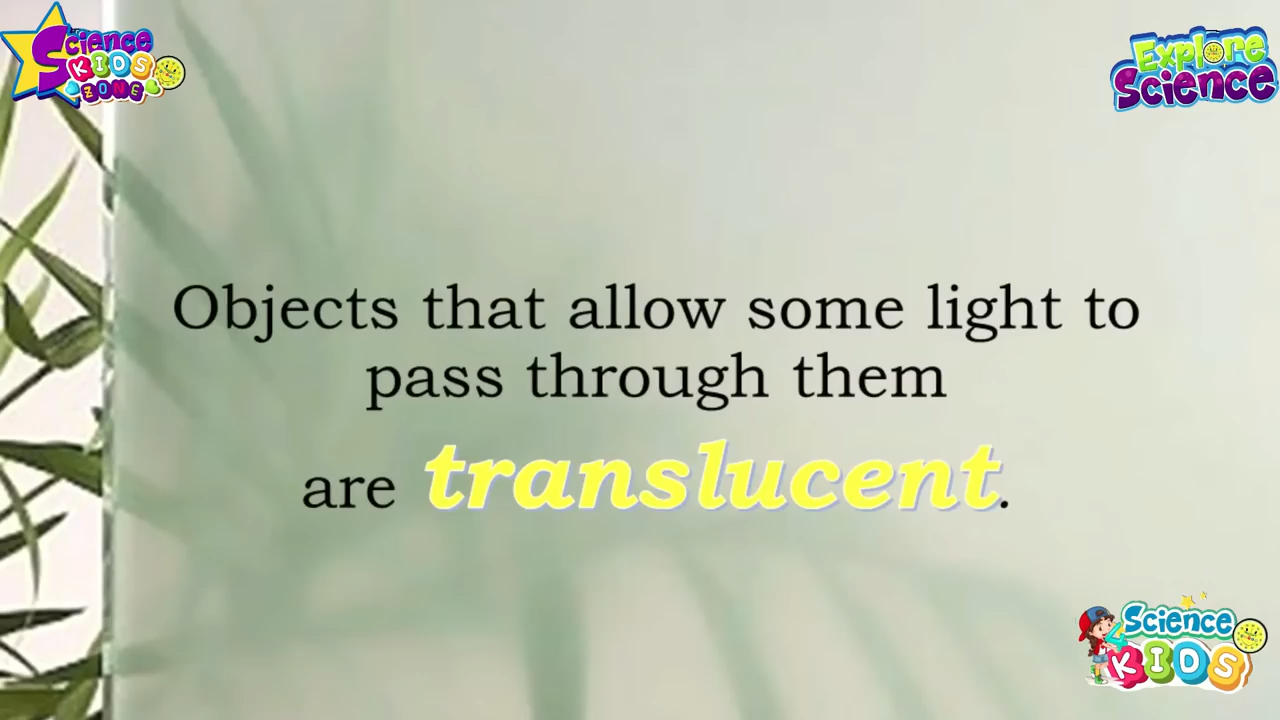 Science
KIDS
ZONE
Explore
Science
Objects that allow some light to
pass through them
are translucent.
Science
KIDS